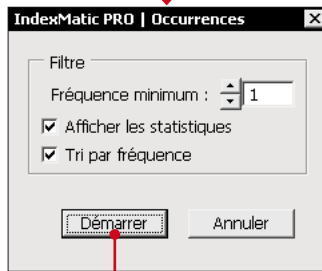 IndexMatic PRO | Occurrences
Filtre
Fréquence minimum : 1
Afficher les statistiques
Tri par fréquence
Démarrer Annuler